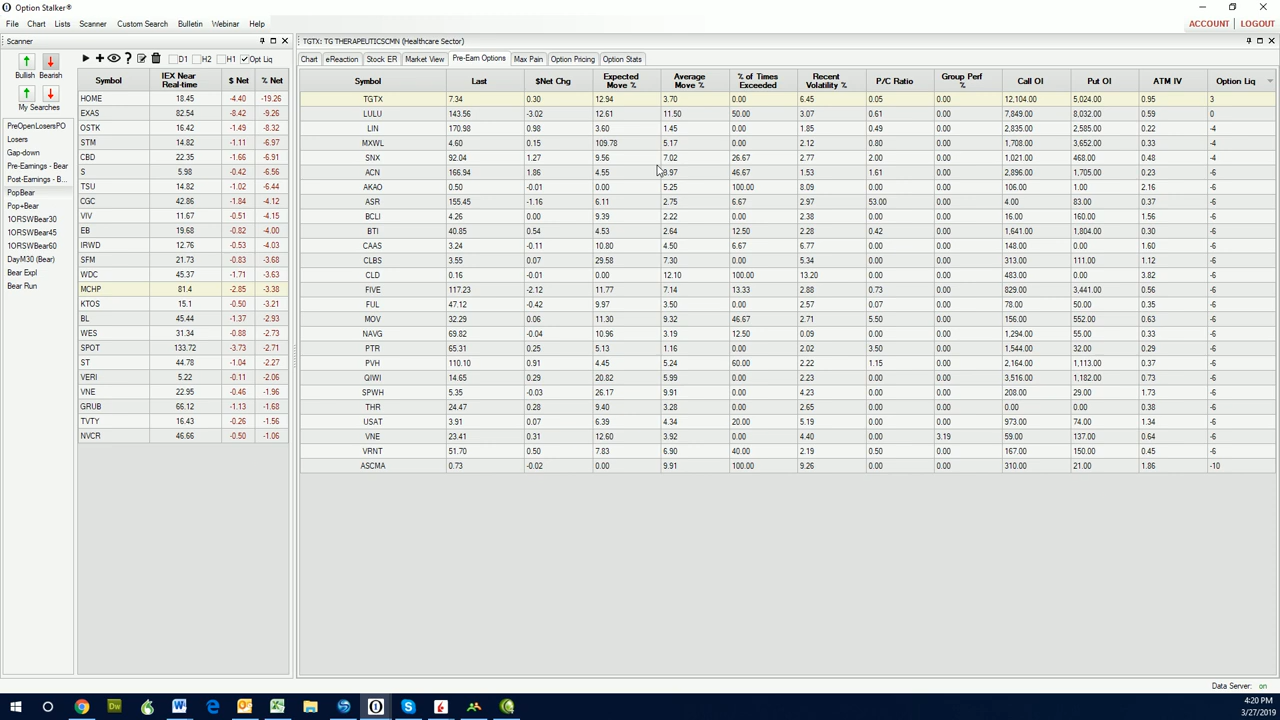 Option Stalker®
File Chart Lists Scanner Custom Search Bulletin Webinar Help
ACCOUNT LOGOUT
Scanner
TGTX: TG THERAPEUTICSCMN (Healthcare Sector)
Bullish Bearish
My Searches
PreOpenLosersPO
Losers
Gap-down
Pre-Earnings - Bear
Post-Earnings - B...
PopBear
Pop+Bear
1ORSWBear30
1ORSWBear45
1ORSWBear60
DayM30 (Bear)
Bear Expl
Bear Run
D1 H2 H1 Opt Liq
Symbol IEX Near Real-time $ Net % Net
HOME 18.45 -4.40 -19.26
EXAS 82.54 -8.42 -9.26
OSTK 16.42 -1.49 -8.32
STM 14.82 -1.11 -6.97
CBD 22.35 -1.66 -6.91
S 5.98 -0.42 -6.56
TSU 14.82 -1.02 -6.44
CGC 42.86 -1.84 -4.12
VIV 11.67 -0.51 -4.15
EB 19.68 -0.82 -4.00
IRWD 12.76 -0.53 -4.03
SFM 21.73 -0.83 -3.68
WDC 45.37 -1.71 -3.63
MCHP 81.4 -2.85 -3.38
KTOS 15.1 -0.50 -3.21
BL 45.44 -1.37 -2.93
WES 31.34 -0.88 -2.73
SPOT 133.72 -3.73 -2.71
ST 44.78 -1.04 -2.27
VERI 5.22 -0.11 -2.06
VNE 22.95 -0.46 -1.96
GRUB 66.12 -1.13 -1.68
TVTY 16.43 -0.26 -1.56
NVCR 46.66 -0.50 -1.06
Chart eReaction Stock ER Market View Pre-Earn Options Max Pain Option Pricing Option Stats
Symbol Last $Net Chg Expected Move % Average Move % % of Times Exceeded Recent Volatility % P/C Ratio Group Perf % Call OI Put OI ATM IV Option Liq
TGTX 7.34 0.30 12.94 3.70 0.00 6.45 0.05 0.00 12,104.00 5,024.00 0.95 3
LULU 143.56 -3.02 12.61 11.50 50.00 3.07 0.61 0.00 7,849.00 8,032.00 0.59 0
LIN 170.98 0.98 3.60 1.45 0.00 1.85 0.49 0.00 2,835.00 2,585.00 0.22 -4
MXWL 4.60 0.15 109.78 5.17 0.00 2.12 0.80 0.00 1,708.00 3,652.00 0.33 -4
SNX 92.04 1.27 9.56 7.02 26.67 2.77 2.00 0.00 1,021.00 468.00 0.48 -4
ACN 166.94 1.86 4.55 3.97 46.67 1.53 1.61 0.00 2,896.00 1,705.00 0.23 -6
AKAO 0.50 -0.01 0.00 5.25 100.00 8.09 0.00 0.00 106.00 1.00 2.16 -6
ASR 155.45 -1.16 6.11 2.75 6.67 2.97 53.00 0.00 4.00 83.00 0.37 -6
BCLI 4.26 0.00 9.39 2.22 0.00 2.38 0.00 0.00 16.00 160.00 1.56 -6
BTI 40.85 0.54 4.53 2.64 12.50 2.28 0.42 0.00 1,641.00 1,804.00 0.30 -6
CAAS 3.24 -0.11 10.80 4.50 6.67 6.77 0.00 0.00 148.00 0.00 1.60 -6
CLBS 3.55 0.07 29.58 7.30 0.00 5.34 0.00 0.00 313.00 111.00 1.12 -6
CLD 0.16 -0.01 0.00 12.10 100.00 13.20 0.00 0.00 483.00 0.00 3.82 -6
FIVE 117.23 -2.12 11.77 7.14 13.33 2.88 0.73 0.00 829.00 3,441.00 0.56 -6
FUL 47.12 -0.42 9.97 3.50 0.00 2.57 0.07 0.00 78.00 50.00 0.35 -6
MOV 32.29 0.06 11.30 9.32 46.67 2.71 5.50 0.00 156.00 552.00 0.63 -6
NAVG 69.82 -0.04 10.96 3.19 12.50 0.09 0.00 0.00 1,294.00 55.00 0.33 -6
PTR 65.31 0.25 5.13 1.16 0.00 2.02 3.50 0.00 1,544.00 32.00 0.29 -6
PVH 110.10 0.91 4.45 5.24 60.00 2.22 1.15 0.00 2,164.00 1,113.00 0.37 -6
QIWI 14.65 0.29 20.82 5.99 0.00 2.23 0.00 0.00 3,516.00 1,182.00 0.73 -6
SPWH 5.35 -0.03 26.17 9.91 0.00 4.41 0.00 0.00 208.00 29.00 1.73 -6
THR 24.47 0.28 9.40 3.28 0.00 2.65 0.00 0.00 0.00 0.00 0.38 -6
USAT 3.91 0.07 6.39 4.34 20.00 5.19 0.00 0.00 973.00 74.00 1.34 -6
VNE 23.41 0.31 12.60 3.92 0.00 4.40 0.00 3.19 59.00 137.00 0.64 -6
VRNT 51.70 0.50 7.83 6.90 40.00 2.19 0.50 0.00 167.00 150.00 0.45 -6
ASCMA 0.73 -0.02 0.00 9.91 100.00 9.26 0.00 0.00 310.00 21.00 1.86 -10
Data Server: on
4:20 PM
3/27/2019